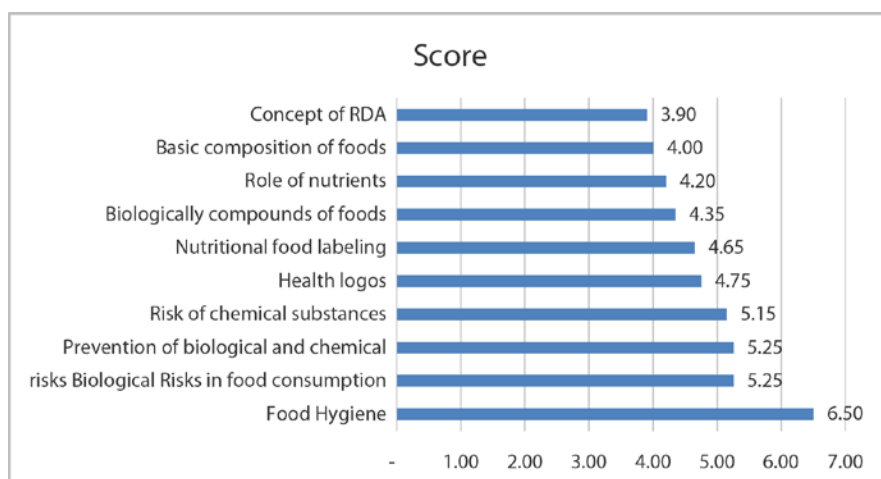 Score
Concept of RDA 3.90
Basic composition of foods 4.00
Role of nutrients 4.20
Biologically compounds of foods 4.35
Nutritional food labeling 4.65
Health logos 4.75
Risk of chemical substances 5.15
Prevention of biological and chemical 5.25
risks Biological Risks in food consumption 5.25
Food Hygiene 6.50
- 1.00 2.00 3.00 4.00 5.00 6.00 7.00